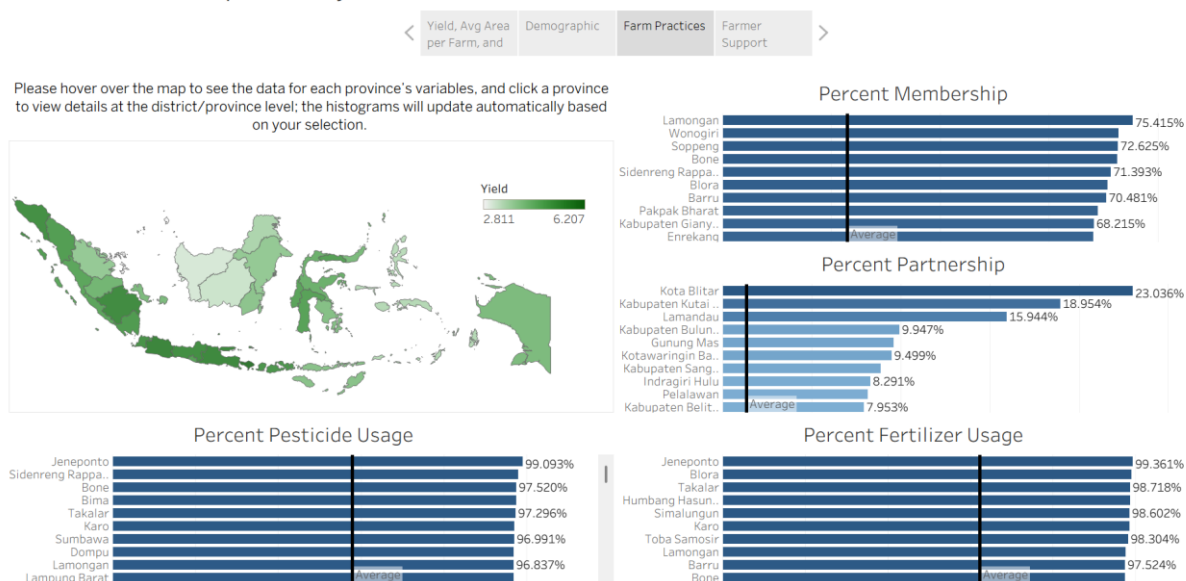 Yield, Avg Area
per Farm, and
Demographic
Farm Practices
Farmer
Support
Please hover over the map to see the data for each province's variables, and click a province
to view details at the district/province level; the histograms will update automatically based
on your selection.
Yield
2.811 6.207
Percent Membership
Lamongan 75.415%
Wonogiri
Soppeng 72.625%
Bone
Sidenreng Rappa.. 71.393%
Blora
Barru 70.481%
Pakpak Bharat
Kabupaten Giany.. 68.215%
Enrekang
Average
Percent Partnership
Kota Blitar 23.036%
Kabupaten Kutai .. 18.954%
Lamandau 15.944%
Kabupaten Bulun.. 9.947%
Gunung Mas
Kotawaringin Ba.. 9.499%
Kabupaten Sang..
Indragiri Hulu 8.291%
Pelalawan
Kabupaten Belit.. 7.953%
Average
Percent Pesticide Usage
Jeneponto 99.093%
Sidenreng Rappa..
Bone 97.520%
Bima
Takalar 97.296%
Karo
Sumbawa 96.991%
Dompu
Lamongan 96.837%
Lampung Barat
Average
Percent Fertilizer Usage
Jeneponto 99.361%
Blora
Takalar 98.718%
Humbang Hasun..
Simalungun 98.602%
Karo
Toba Samosir 98.304%
Lamongan
Barru 97.524%
Bone
Average